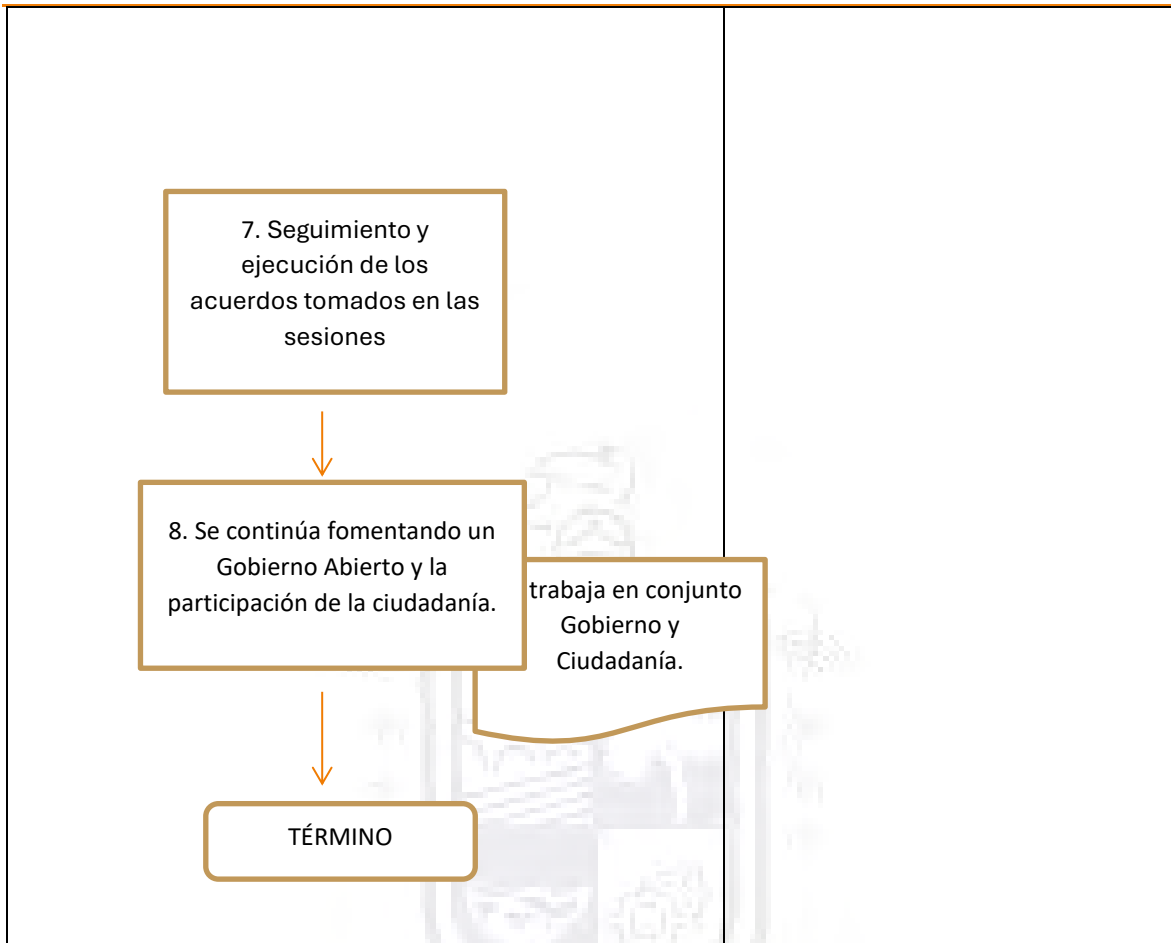 7. Seguimiento y
ejecución de los
acuerdos tomados en las
sesiones
8. Se continúa fomentando un
Gobierno Abierto y la
participación de la ciudadanía.
trabaja en conjunto
Gobierno y
Ciudadanía.
TÉRMINO